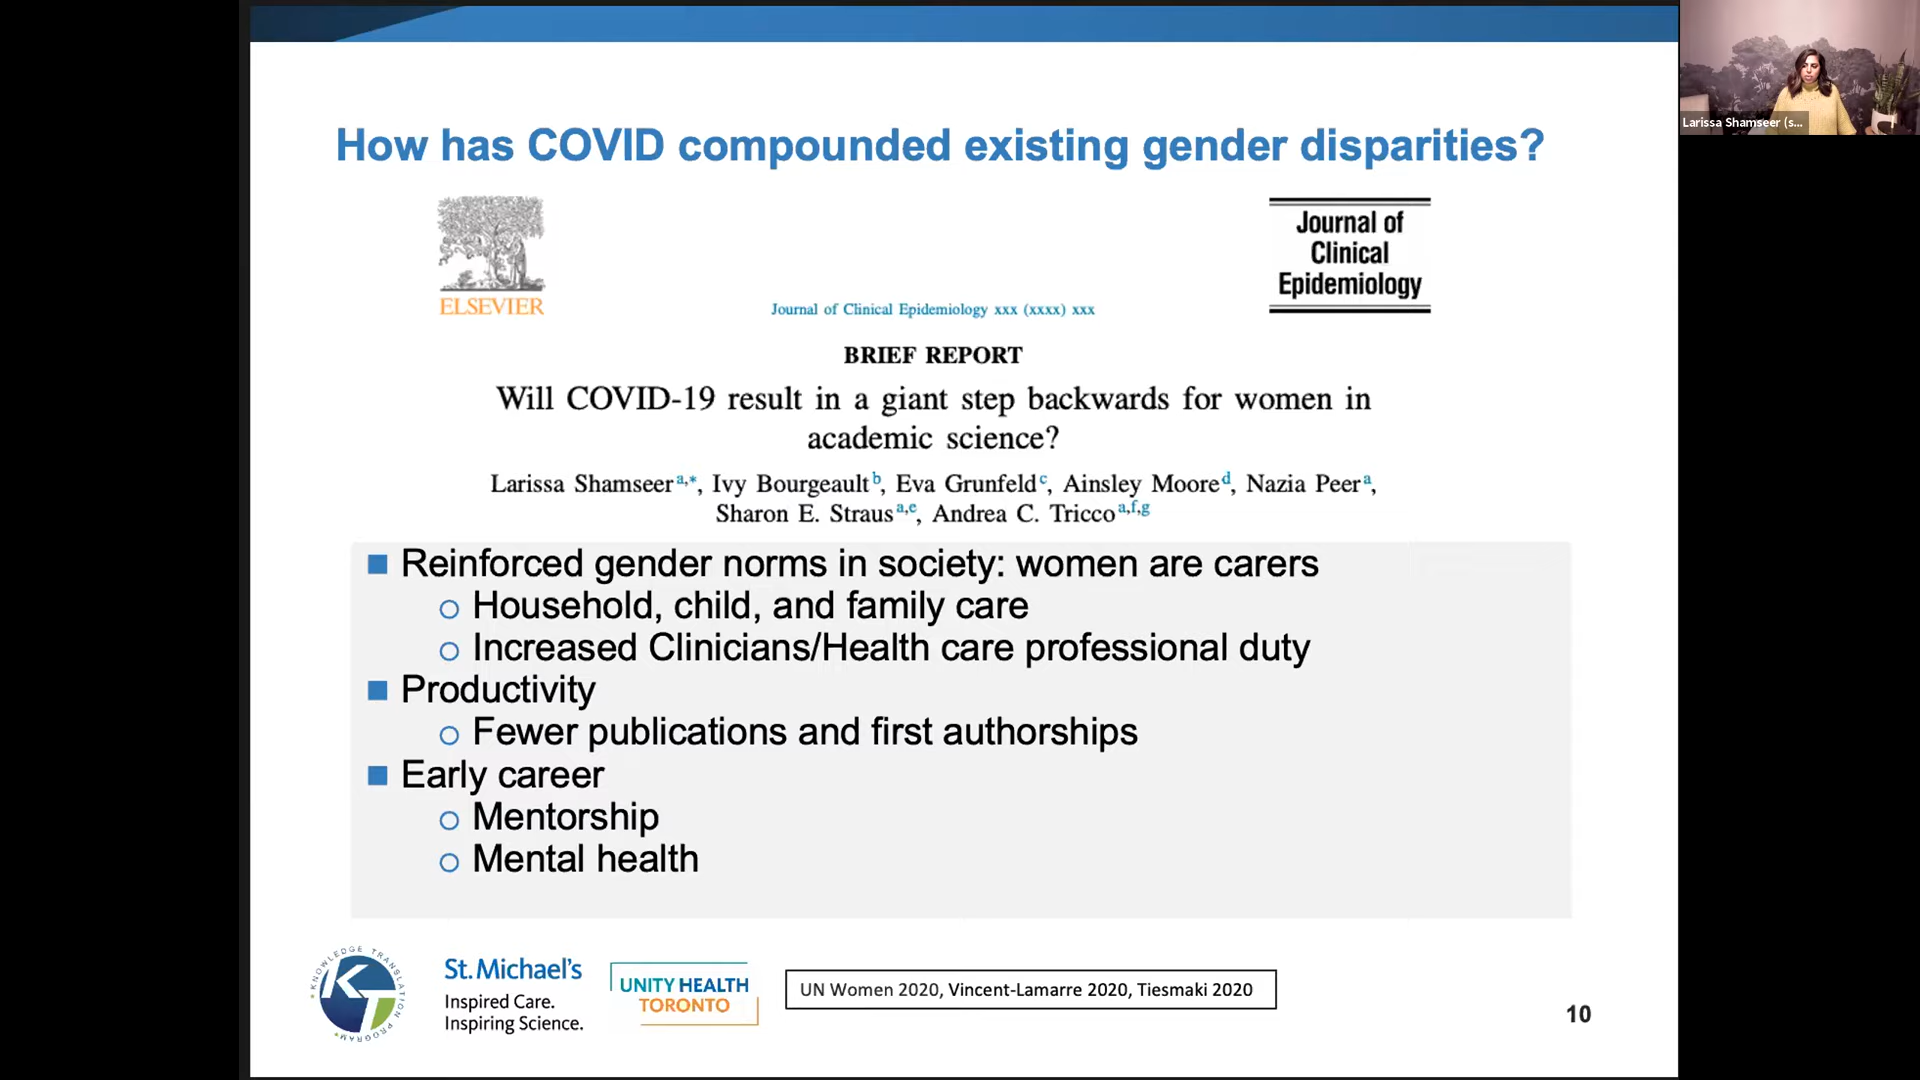 How has COVID compounded existing gender disparities?
ELSEVIER
Journal of
Clinical
Epidemiology
Journal of Clinical Epidemiology xxx (xxxx) xxx
BRIEF REPORT
Will COVID-19 result in a giant step backwards for women in
academic science?
Larissa Shamseer a,*, Ivy Bourgeault b, Eva Grunfeld c, Ainsley Moore d, Nazia Peer a,
Sharon E. Straus a,e, Andrea C. Tricco a,f,g
Reinforced gender norms in society: women are carers
Household, child, and family care
Increased Clinicians/Health care professional duty
Productivity
Fewer publications and first authorships
Early career
Mentorship
Mental health
KNOWLEDGE TRANSLATION PROGRAM
KT
St. Michael's
Inspired Care.
Inspiring Science.
UNITY HEALTH
TORONTO
UN Women 2020, Vincent-Lamarre 2020, Tiesmaki 2020
10
Larissa Shamseer (s...